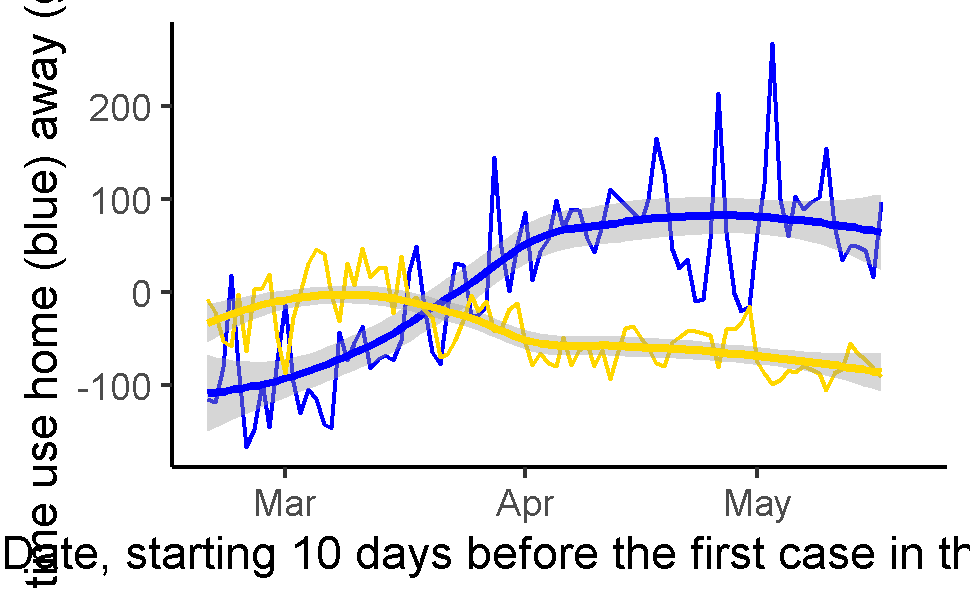 time use home (blue) away (
200
100
0
-100
Mar Apr May
Date, starting 10 days before the first case in th